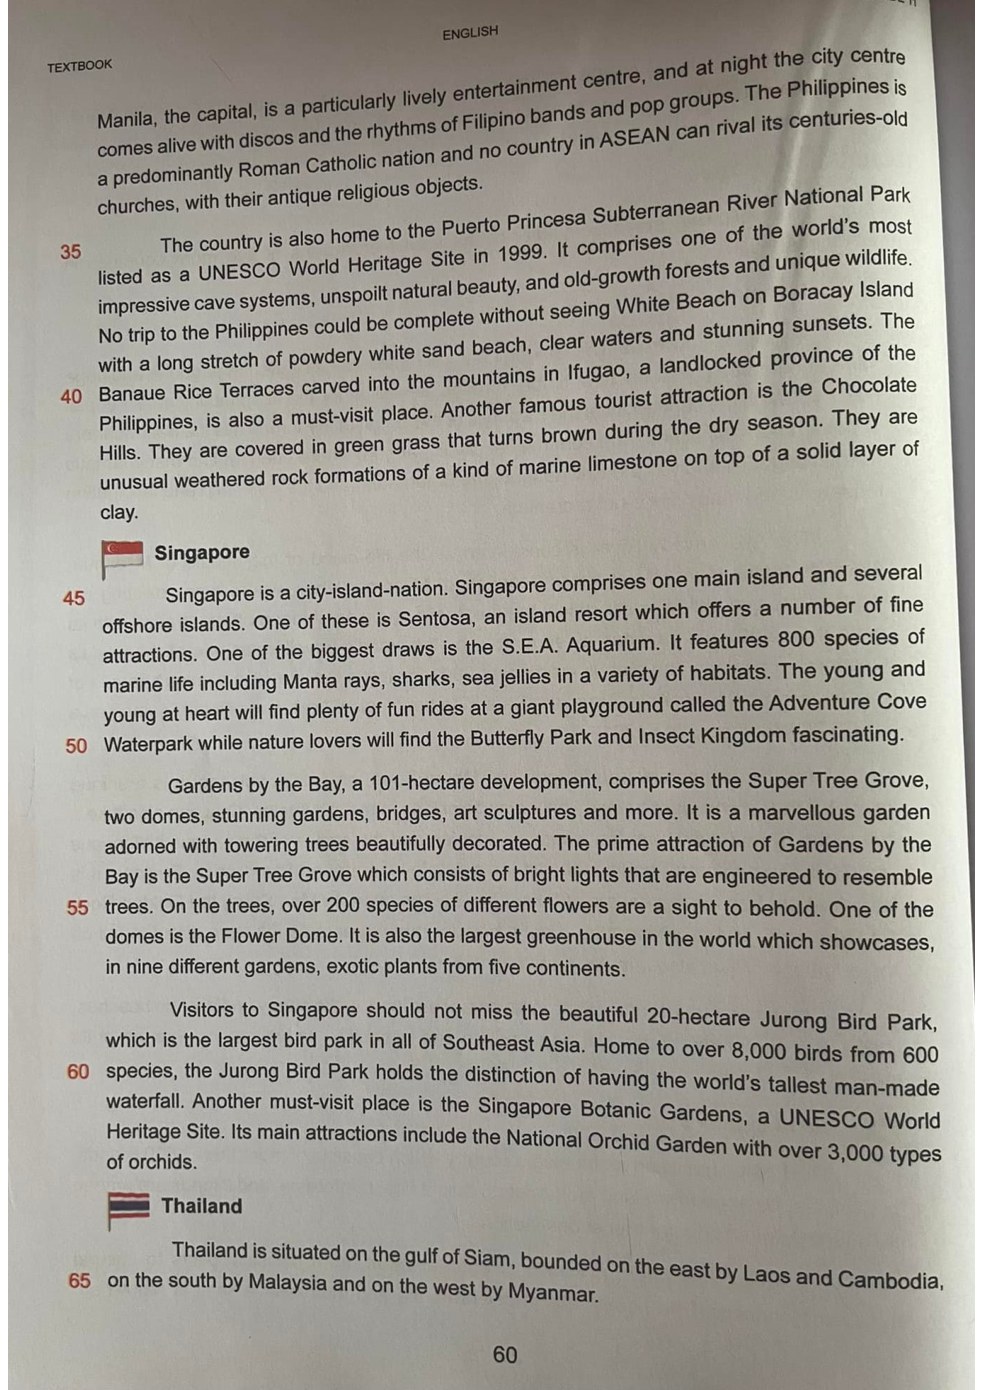 ENGLISH
TEXTBOOK
Manila, the capital, is a particularly lively entertainment centre, and at night the city centre
comes alive with discos and the rhythms of Filipino bands and pop groups. The Philippines is
a predominantly Roman Catholic nation and no country in ASEAN can rival its centuries-old
churches, with their antique religious objects.
35 The country is also home to the Puerto Princesa Subterranean River National Park
listed as a UNESCO World Heritage Site in 1999. It comprises one of the world's most
impressive cave systems, unspoilt natural beauty, and old-growth forests and unique wildlife.
No trip to the Philippines could be complete without seeing White Beach on Boracay Island
with a long stretch of powdery white sand beach, clear waters and stunning sunsets. The
40 Banaue Rice Terraces carved into the mountains in Ifugao, a landlocked province of the
Philippines, is also a must-visit place. Another famous tourist attraction is the Chocolate
Hills. They are covered in green grass that turns brown during the dry season. They are
unusual weathered rock formations of a kind of marine limestone on top of a solid layer of
clay.
Singapore
45 Singapore is a city-island-nation. Singapore comprises one main island and several
offshore islands. One of these is Sentosa, an island resort which offers a number of fine
attractions. One of the biggest draws is the S.E.A. Aquarium. It features 800 species of
marine life including Manta rays, sharks, sea jellies in a variety of habitats. The young and
young at heart will find plenty of fun rides at a giant playground called the Adventure Cove
50 Waterpark while nature lovers will find the Butterfly Park and Insect Kingdom fascinating.
Gardens by the Bay, a 101-hectare development, comprises the Super Tree Grove,
two domes, stunning gardens, bridges, art sculptures and more. It is a marvellous garden
adorned with towering trees beautifully decorated. The prime attraction of Gardens by the
Bay is the Super Tree Grove which consists of bright lights that are engineered to resemble
55 trees. On the trees, over 200 species of different flowers are a sight to behold. One of the
domes is the Flower Dome. It is also the largest greenhouse in the world which showcases,
in nine different gardens, exotic plants from five continents.
Visitors to Singapore should not miss the beautiful 20-hectare Jurong Bird Park,
which is the largest bird park in all of Southeast Asia. Home to over 8,000 birds from 600
60 species, the Jurong Bird Park holds the distinction of having the world's tallest man-made
waterfall. Another must-visit place is the Singapore Botanic Gardens, a UNESCO World
Heritage Site. Its main attractions include the National Orchid Garden with over 3,000 types
of orchids.
Thailand
Thailand is situated on the gulf of Siam, bounded on the east by Laos and Cambodia,
65 on the south by Malaysia and on the west by Myanmar.
60